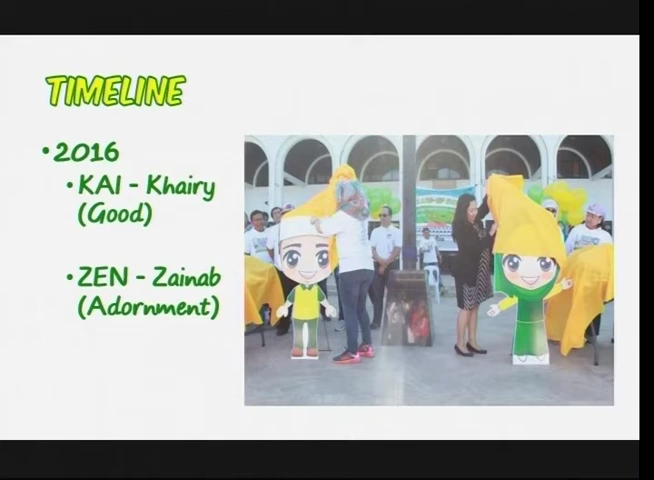 TIMELINE
• 2016
• KAI - Khairy
(Good)
• ZEN - Zainab
(Adornment)